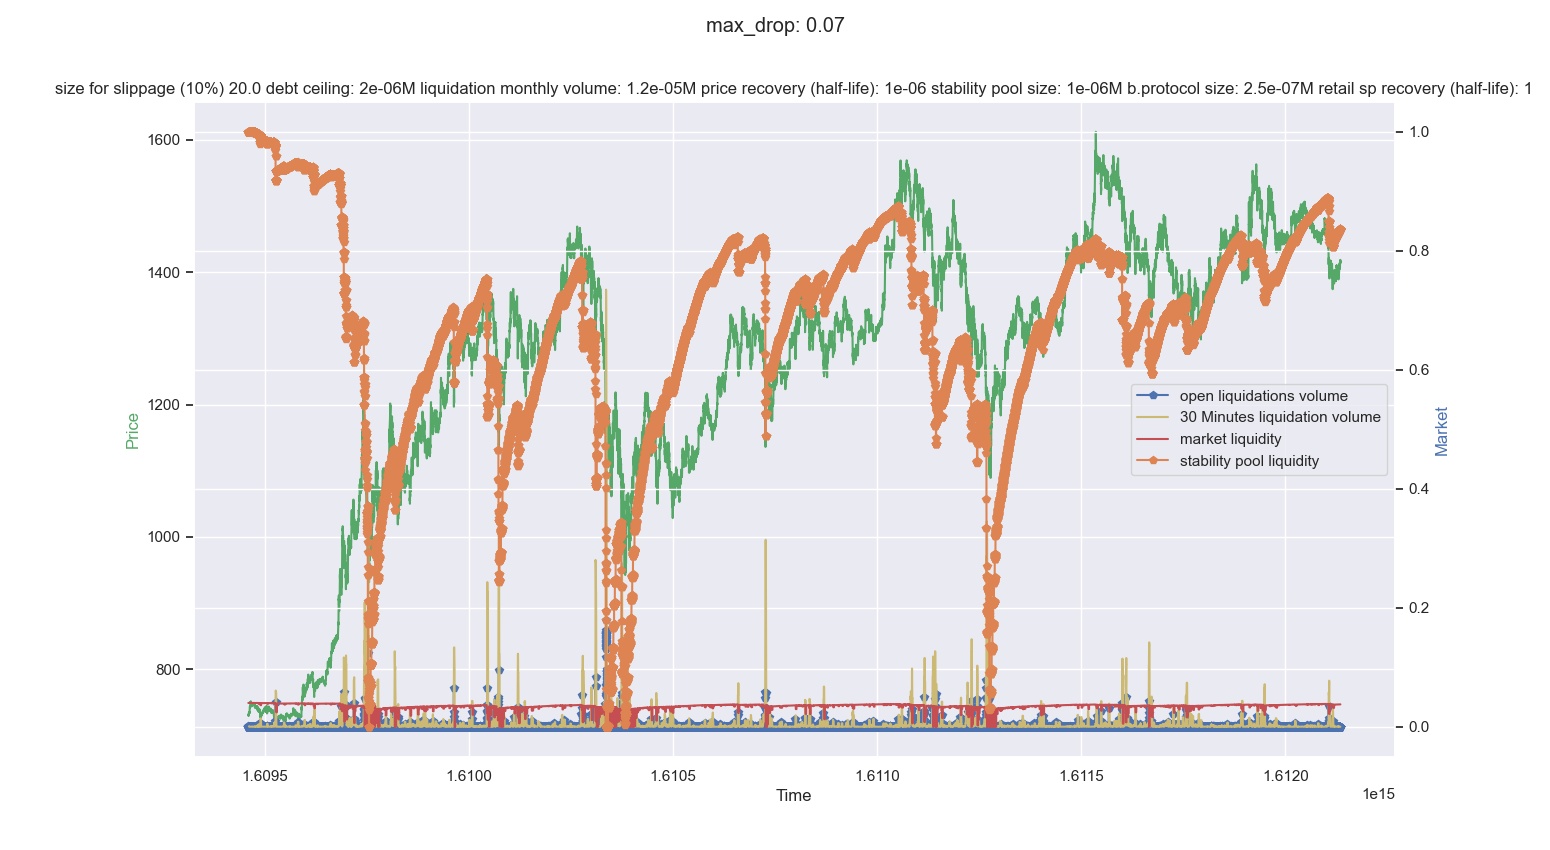 max_drop: 0.07
size for slippage (10%) 20.0 debt ceiling: 2e-06M liquidation monthly volume: 1.2e-05M price recovery (half-life): 1e-06 stability pool size: 1e-06M b.protocol size: 2.5e-07M retail sp recovery (half-life): 1
1600
1400
1200
1000
800
Price
1.0
0.8
0.6
0.4
0.2
0.0
Market
open liquidations volume
30 Minutes liquidation volume
market liquidity
stability pool liquidity
1.6095 1.6100 1.6105 1.6110 1.6115 1.6120
Time
1e15